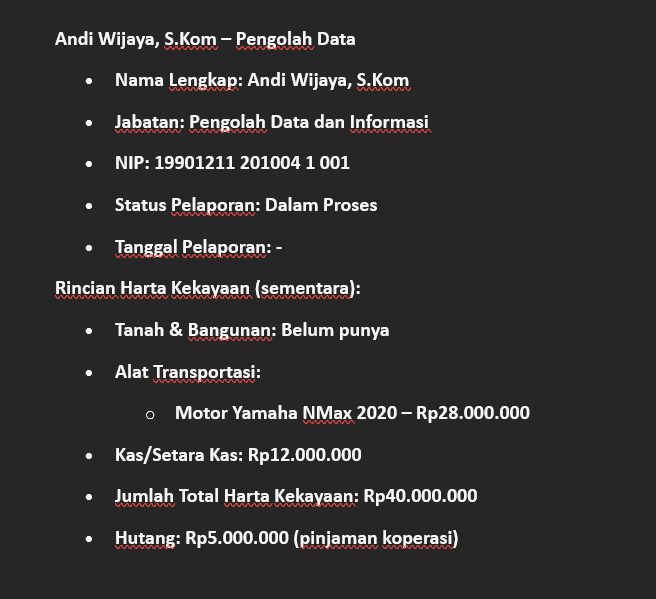 Andi Wijaya, S.Kom – Pengolah Data
• Nama Lengkap: Andi Wijaya, S.Kom
• Jabatan: Pengolah Data dan Informasi
• NIP: 19901211 201004 1 001
• Status Pelaporan: Dalam Proses
• Tanggal Pelaporan: -
Rincian Harta Kekayaan (sementara):
• Tanah & Bangunan: Belum punya
• Alat Transportasi:
o Motor Yamaha NMax 2020 – Rp28.000.000
• Kas/Setara Kas: Rp12.000.000
• Jumlah Total Harta Kekayaan: Rp40.000.000
• Hutang: Rp5.000.000 (pinjaman koperasi)